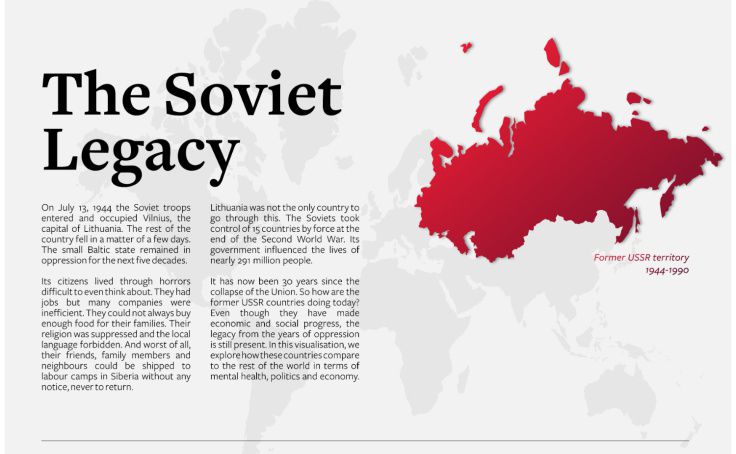 The Soviet
Legacy
On July 13, 1944 the Soviet troops
entered and occupied Vilnius, the
capital of Lithuania. The rest of the
country fell in a matter of a few days.
The small Baltic state remained in
oppression for the next five decades.
Its citizens lived through horrors
difficult to even think about. They had
jobs but many companies were
inefficient. They could not always buy
enough food for their families. Their
religion was suppressed and the local
language forbidden. And worst of all,
their friends, family members and
neighbours could be shipped to
labour camps in Siberia without any
notice, never to return.
Lithuania was not the only country to
go through this. The Soviets took
control of 15 countries by force at the
end of the Second World War. Its
government influenced the lives of
nearly 291 million people.
It has now been 30 years since the
collapse of the Union. So how are the
former USSR countries doing today?
Even though they have made
economic and social progress, the
legacy from the years of oppression
is still present. In this visualisation, we
explore how these countries compare
to the rest of the world in terms of
mental health, politics and economy.
Former USSR territory
1944-1990